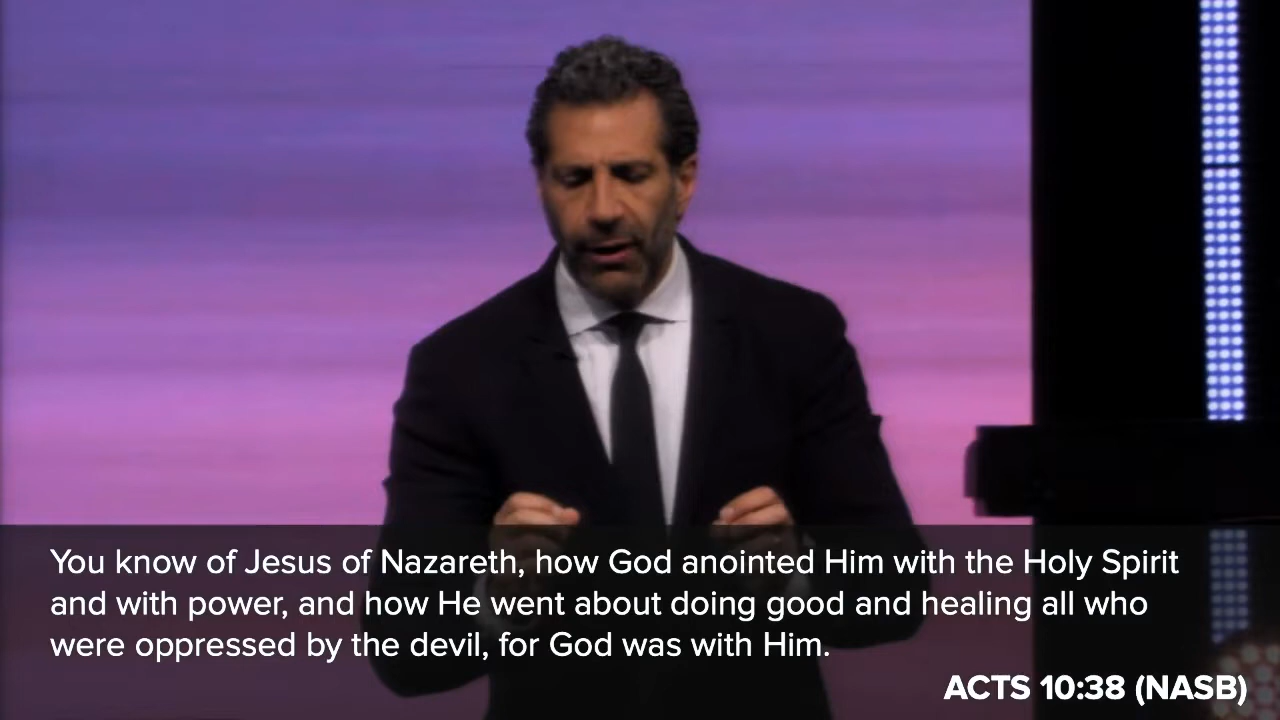 You know of Jesus of Nazareth, how God anointed Him with the Holy Spirit
and with power, and how He went about doing good and healing all who
were oppressed by the devil, for God was with Him.
ACTS 10:38 (NASB)